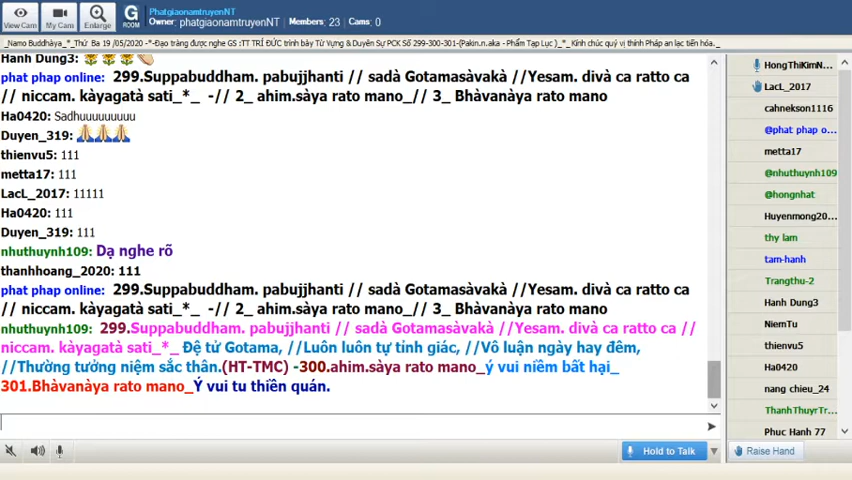 PhatgiaonamtruyenNT
Owner: phatgiaonamtruyenNT  Members: 23  Cams: 0
View Cam
My Cam
Enlarge
G
ROOM
_Namo Buddhàya_*_Thứ Ba 19 /05/2020 -*-Đạo tràng được nghe GS :TT TRÍ ĐỨC trình bày Từ Vựng & Duyên Sự PCK Số 299-300-301-(Pakin.n.aka - Phẩm Tạp Lục )_*_ Kính chúc quý vị thính Pháp an lạc tiến hóa._
Hanh Dung3:
phat phap online: 299.Suppabuddham. pabujjhanti // sadà Gotamasàvakà //Yesam. divà ca ratto ca
// niccam. kàyagatà sati_*_ -// 2_ ahim.sàya rato mano_// 3_ Bhàvanàya rato mano
Ha0420: Sadhuuuuuuuuu
Duyen_319:
thienvu5: 111
metta17: 111
LacL_2017: 11111
Ha0420: 111
Duyen_319: 111
nhuthuynh109: Dạ nghe rõ
thanhhoang_2020: 111
phat phap online: 299.Suppabuddham. pabujjhanti // sadà Gotamasàvakà //Yesam. divà ca ratto ca
// niccam. kàyagatà sati_*_ -// 2_ ahim.sàya rato mano_// 3_ Bhàvanàya rato mano
nhuthuynh109: 299.Suppabuddham. pabujjhanti // sadà Gotamasàvakà //Yesam. divà ca ratto ca //
niccam. kàyagatà sati_*_ Đệ tử Gotama, //Luôn luôn tự tỉnh giác, //Vô luận ngày hay đêm,
//Thường tưởng niệm sắc thân.(HT-TMC) -300.ahim.sàya rato mano_ý vui niềm bất hại_
301.Bhàvanàya rato mano_Ý vui tu thiền quán.
HongThiKimN...
LacL_2017
cahnekson1116
@phat phap o...
metta17
@nhuthuynh109
@hongnhat
Huyenmong20...
thy lam
tam-hanh
Trangthu-2
Hanh Dung3
NiemTu
thienvu5
Ha0420
nang chieu_24
ThanhThuyrTr...
Phuc Hanh 77
Hold to Talk
Raise Hand